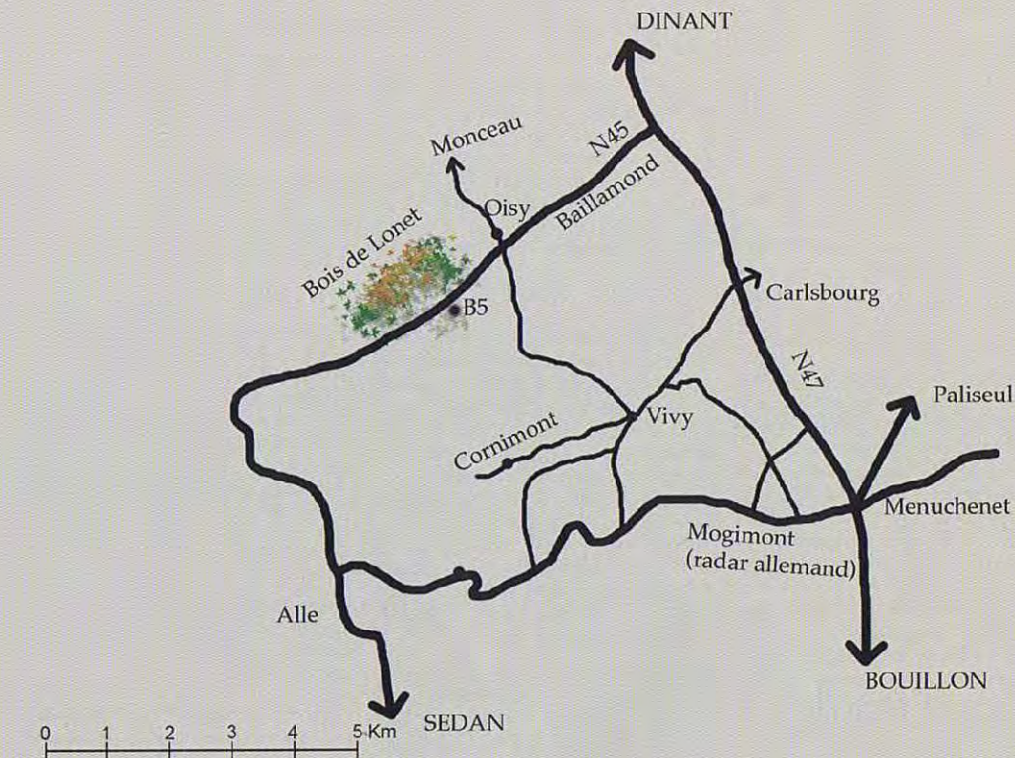 DINANT
Monceau
N45
Oisy
Baillamond
Bois de Lonet
B5
Carlsbourg
N47
Paliseul
Vivy
Cornimont
Menuchenet
Mogimont
(radar allemand)
Alle
BOUILLON
SEDAN
0 1 2 3 4 5 Km